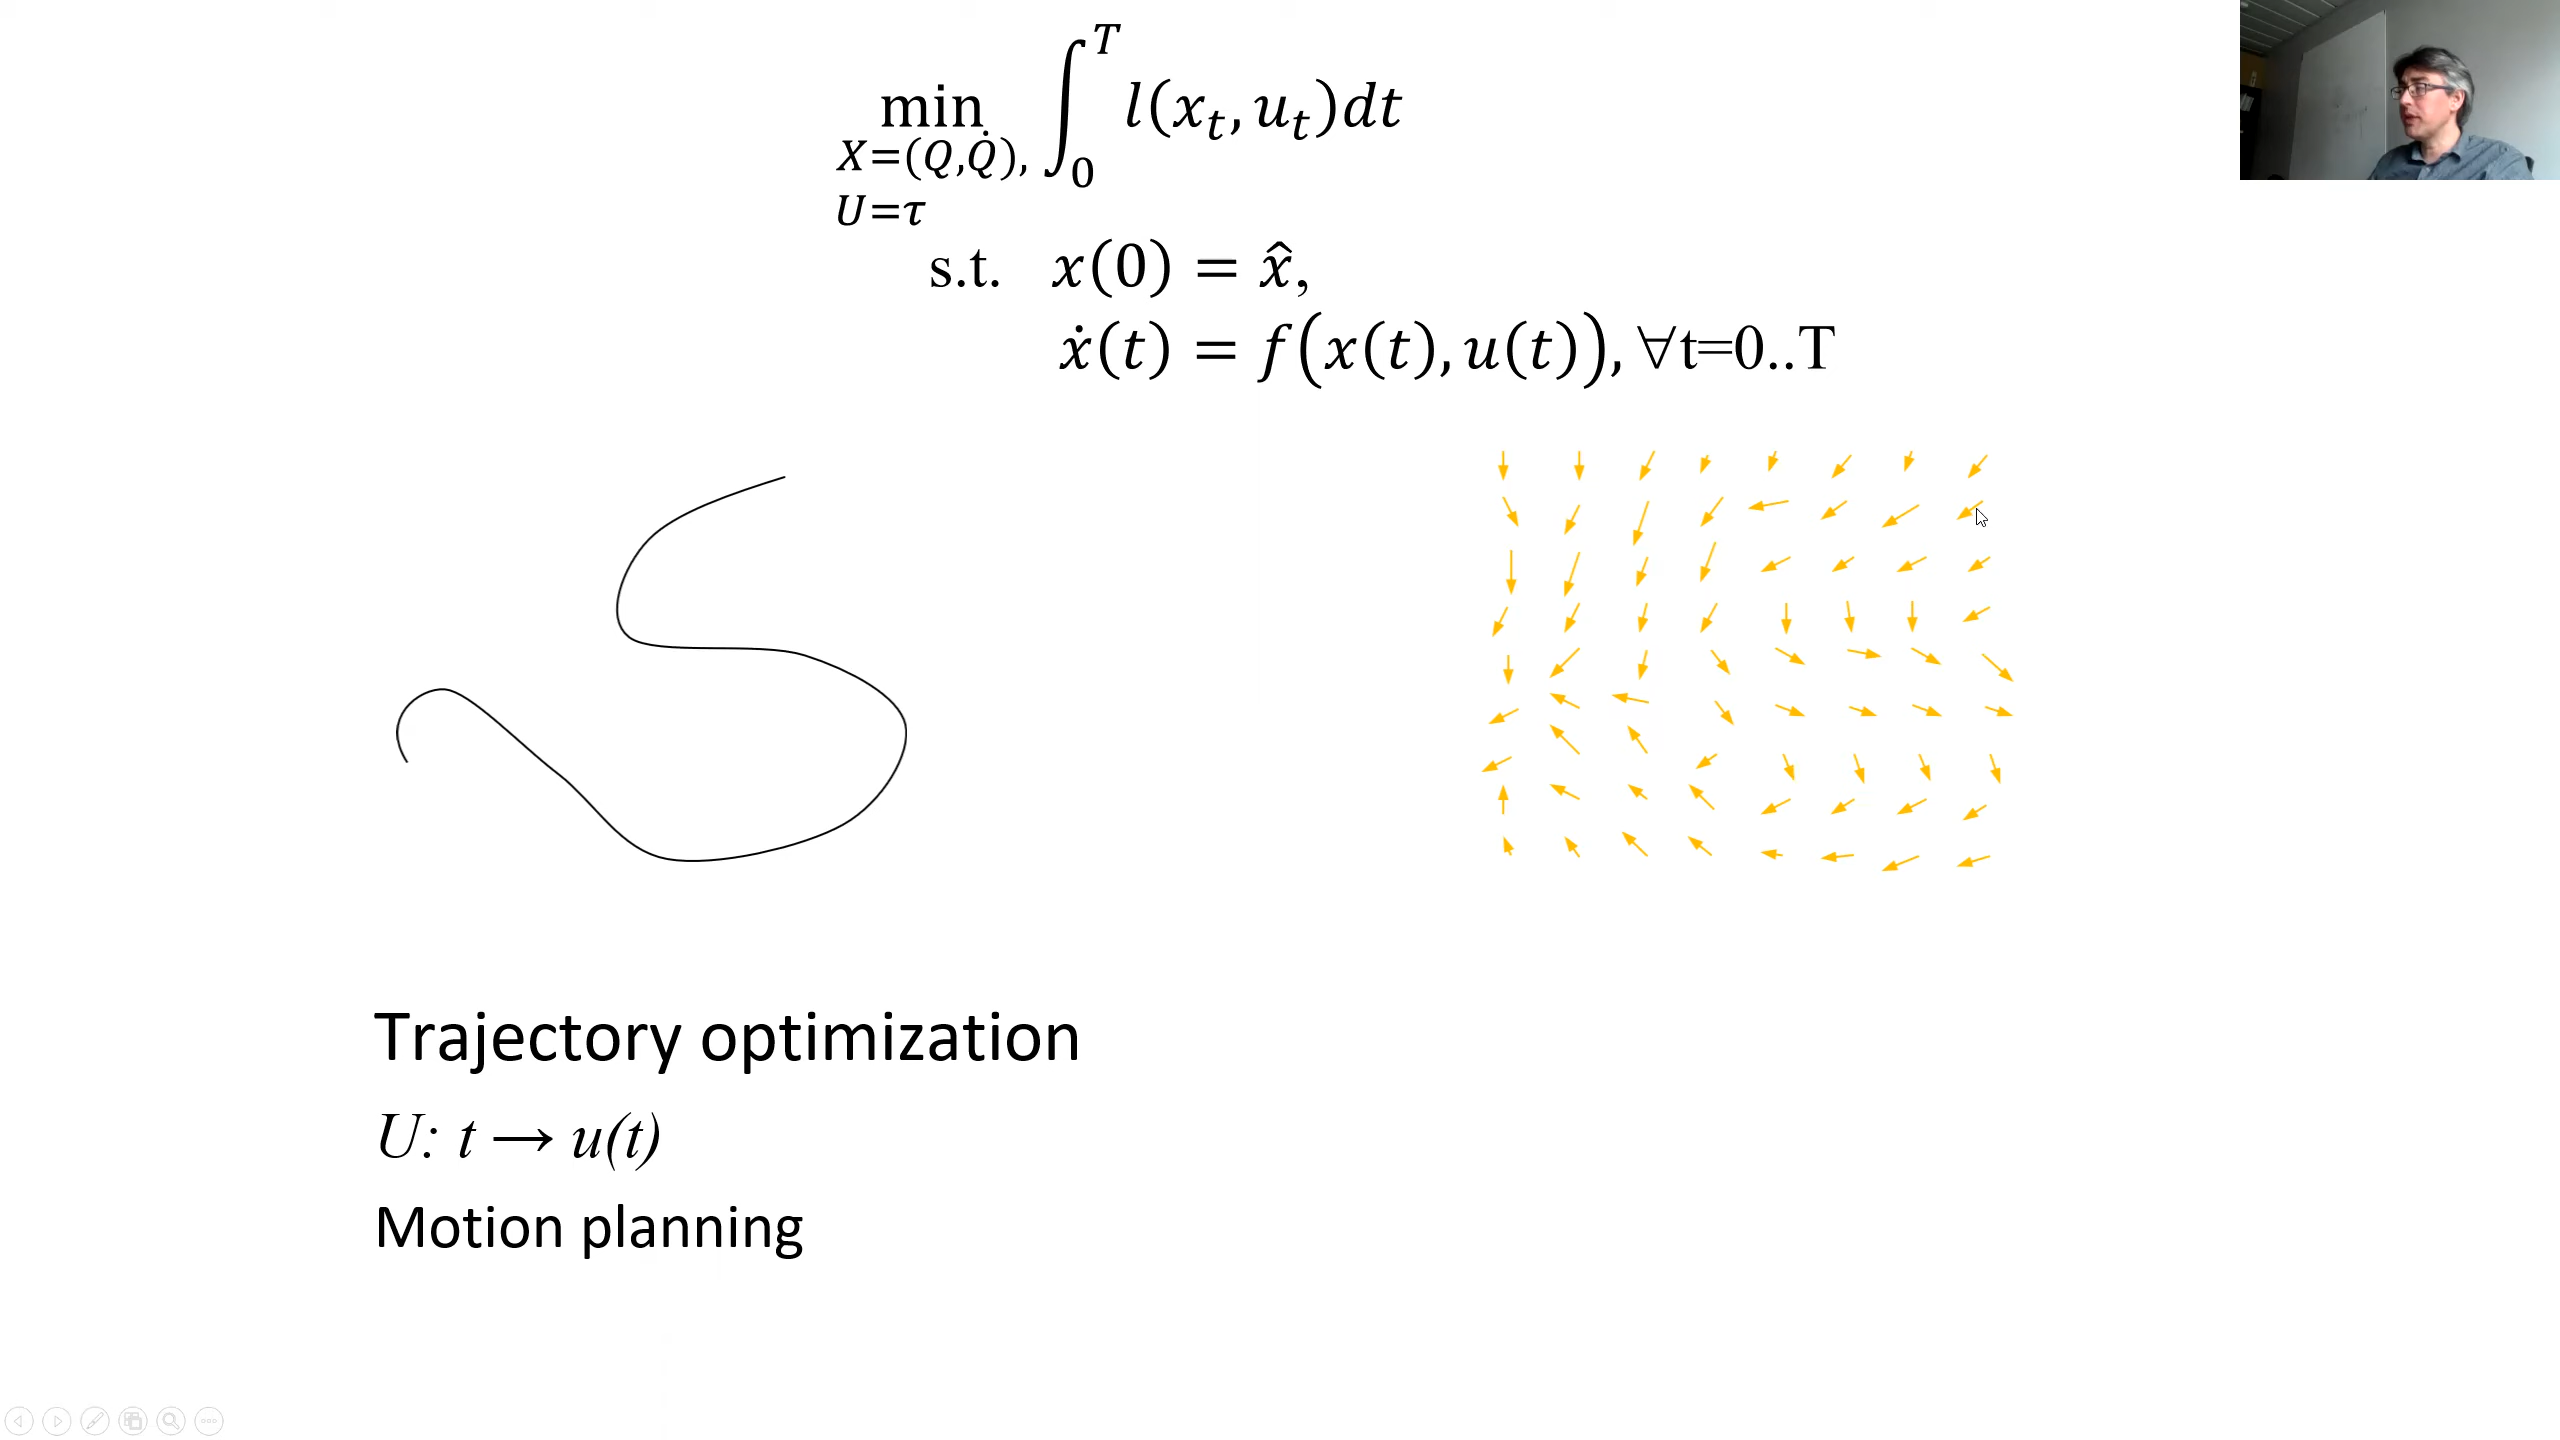 min ∫₀ᵀ l(xₜ, uₜ)dt
X=(Q,Q̇),
U=τ
s.t. x(0) = x̂,
ẋ(t) = f(x(t), u(t)), ∀t=0..T
Trajectory optimization
U: t → u(t)
Motion planning